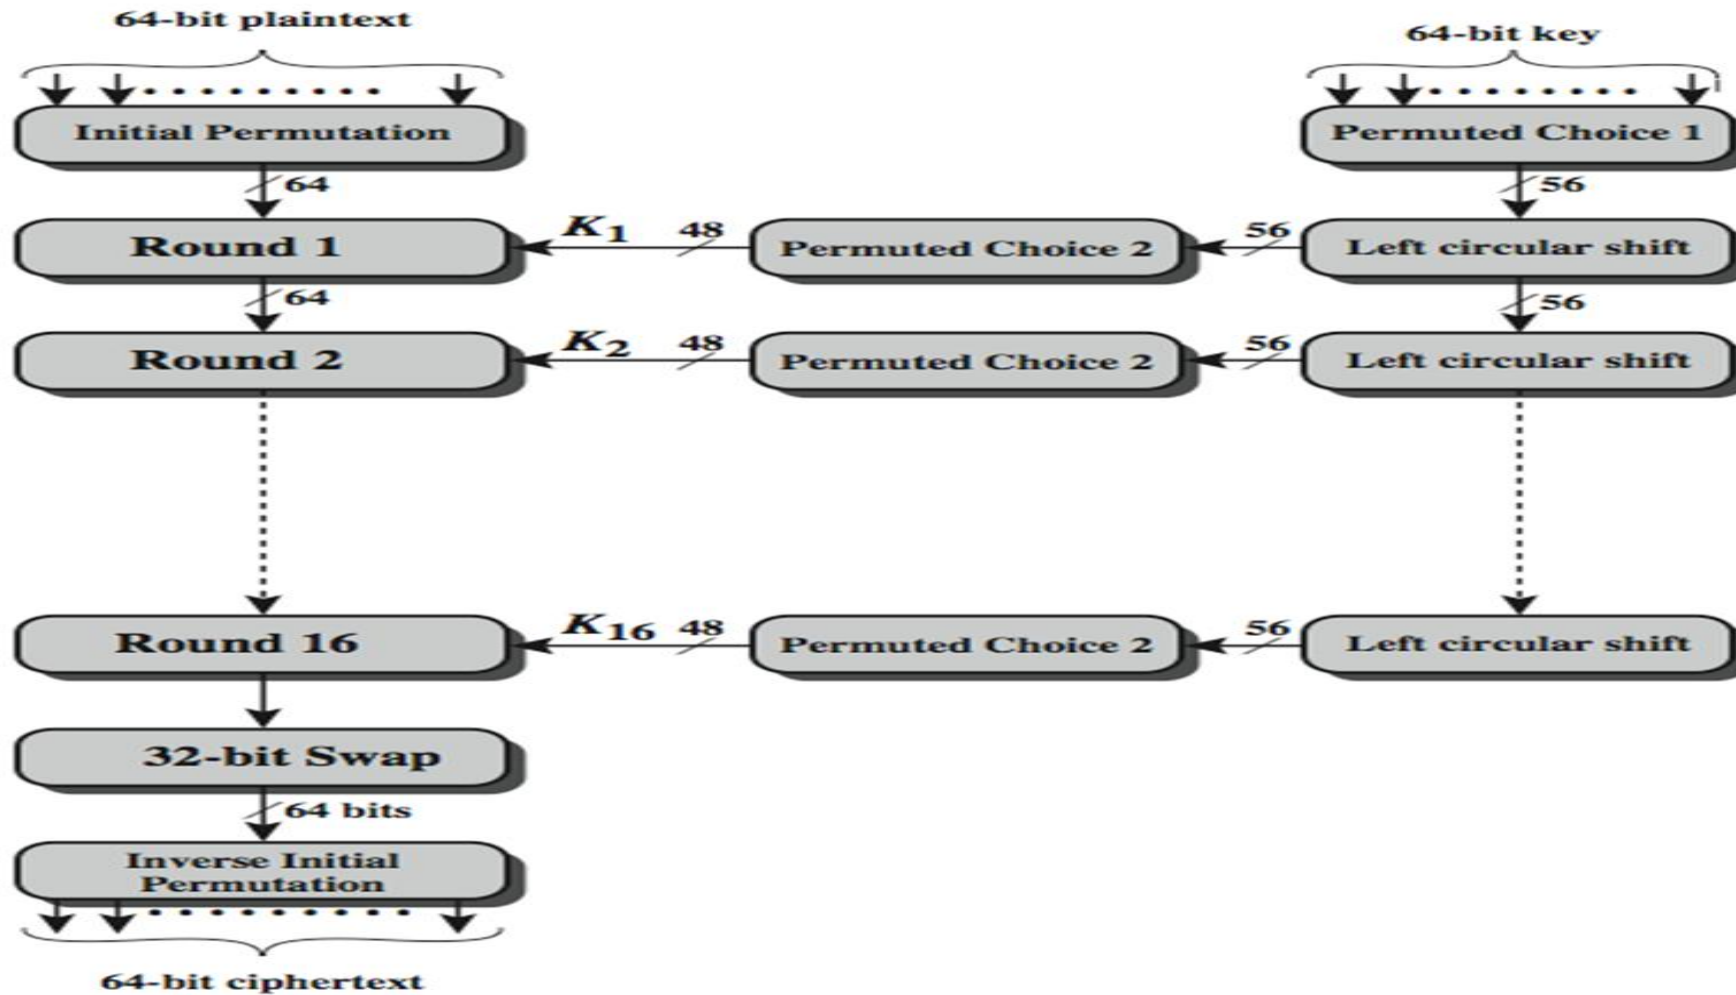 64-bit plaintext
64-bit key
Initial Permutation
Permuted Choice 1
64
56
Round 1
K1
48
Permuted Choice 2
56
Left circular shift
64
56
Round 2
K2
48
Permuted Choice 2
56
Left circular shift
Round 16
K16
48
Permuted Choice 2
56
Left circular shift
32-bit Swap
64 bits
Inverse Initial
Permutation
64-bit ciphertext